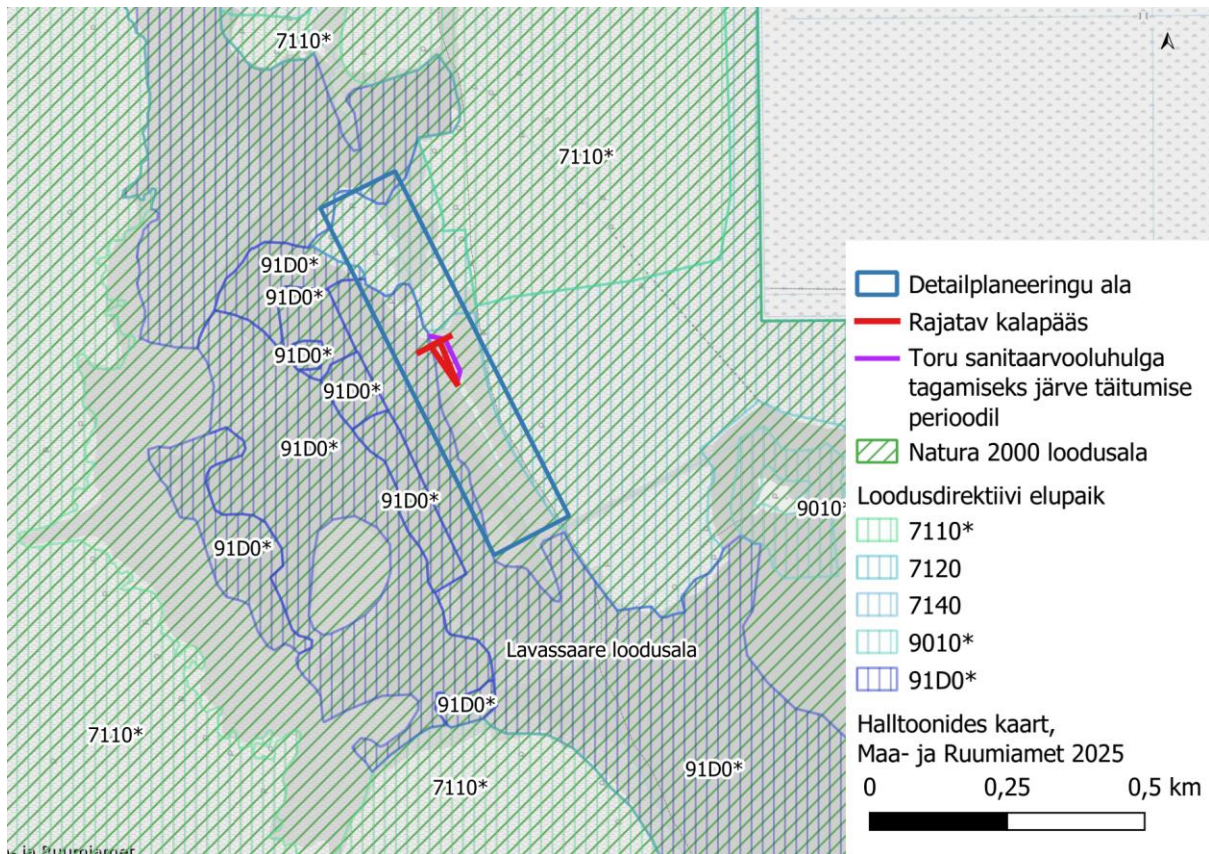 7110*
7110*
91D0*
91D0*
91D0*
91D0*
91D0*
91D0*
91D0*
9010*
Lavassaare loodusala
91D0*
7110*
7110*
91D0*
Detailplaneeringu ala
Rajatav kalapääs
Toru sanitaarvooluhulga
tagamiseks järve täitumise
perioodil
Natura 2000 loodusala
Loodusdirektiivi elupaik
7110*
7120
7140
9010*
91D0*
Halltoonides kaart,
Maa- ja Ruumiamet 2025
0 0,25 0,5 km
ja Ruumiamet